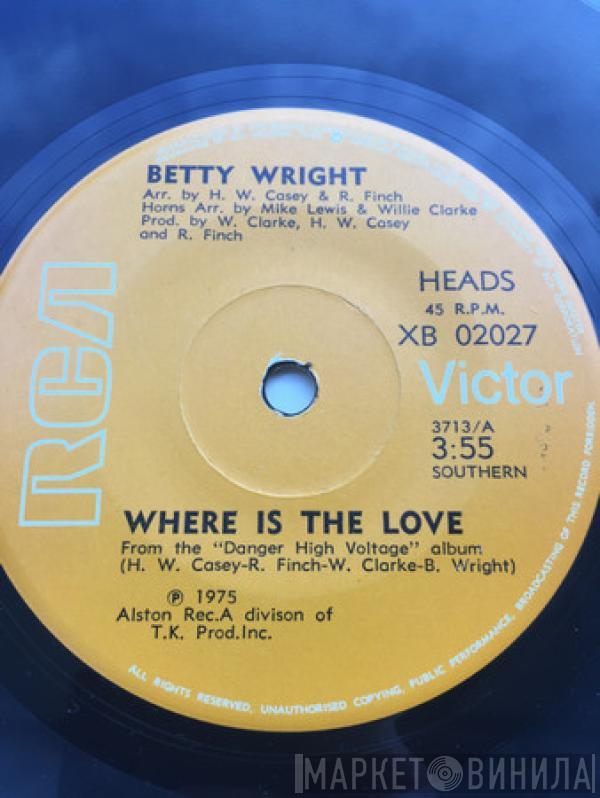 BETTY WRIGHT
Arr. by H. W. Casey & R. Finch
Horns Arr. by Mike Lewis & Willie Clarke
Prod. by W. Clarke, H. W. Casey
and R. Finch
HEADS
45 R.P.M.
XB 02027
RCA
Victor
3713/A
3:55
SOUTHERN
WHERE IS THE LOVE
From the "Danger High Voltage" album
(H. W. Casey-R. Finch-W. Clarke-B. Wright)
℗ 1975
Alston Rec.A divison of
T.K. Prod.Inc.
ALL RIGHTS RESERVED, UNAUTHORISED COPYING, PUBLIC PERFORMANCE, BROADCASTING OF THIS RECORD FORBIDDEN.
МАРКЕТ ВИНИЛА